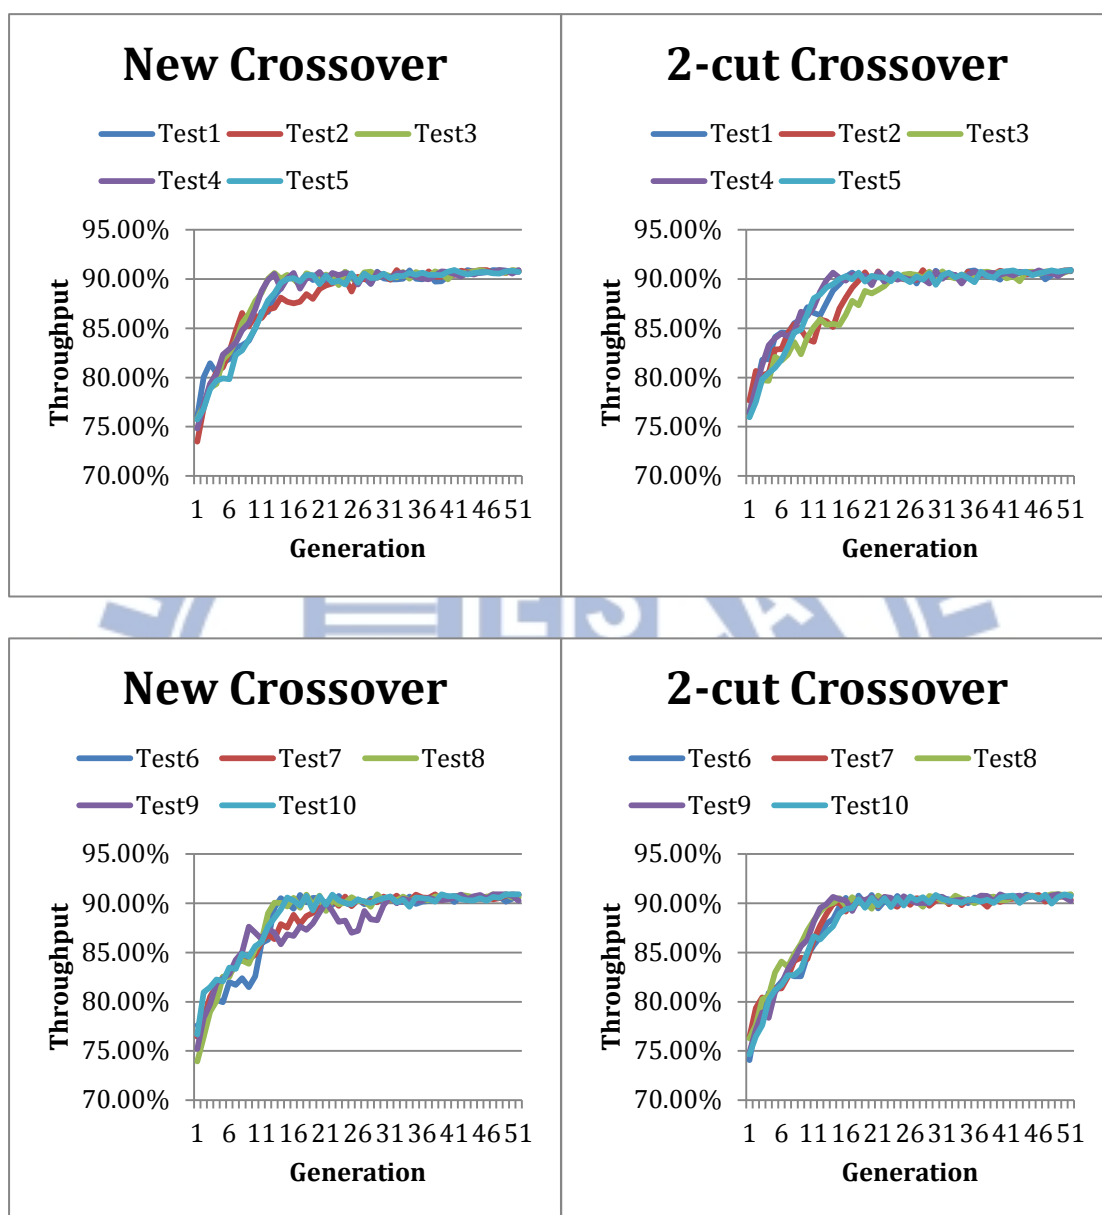 New Crossover
Test1 Test2 Test3
Test4 Test5
95.00%
90.00%
85.00%
80.00%
75.00%
70.00%
Throughput
1 6 11 16 21 26 31 36 41 46 51
Generation
2-cut Crossover
Test1 Test2 Test3
Test4 Test5
95.00%
90.00%
85.00%
80.00%
75.00%
70.00%
Throughput
1 6 11 16 21 26 31 36 41 46 51
Generation
New Crossover
Test6 Test7 Test8
Test9 Test10
95.00%
90.00%
85.00%
80.00%
75.00%
70.00%
Throughput
1 6 11 16 21 26 31 36 41 46 51
Generation
2-cut Crossover
Test6 Test7 Test8
Test9 Test10
95.00%
90.00%
85.00%
80.00%
75.00%
70.00%
Throughput
1 6 11 16 21 26 31 36 41 46 51
Generation